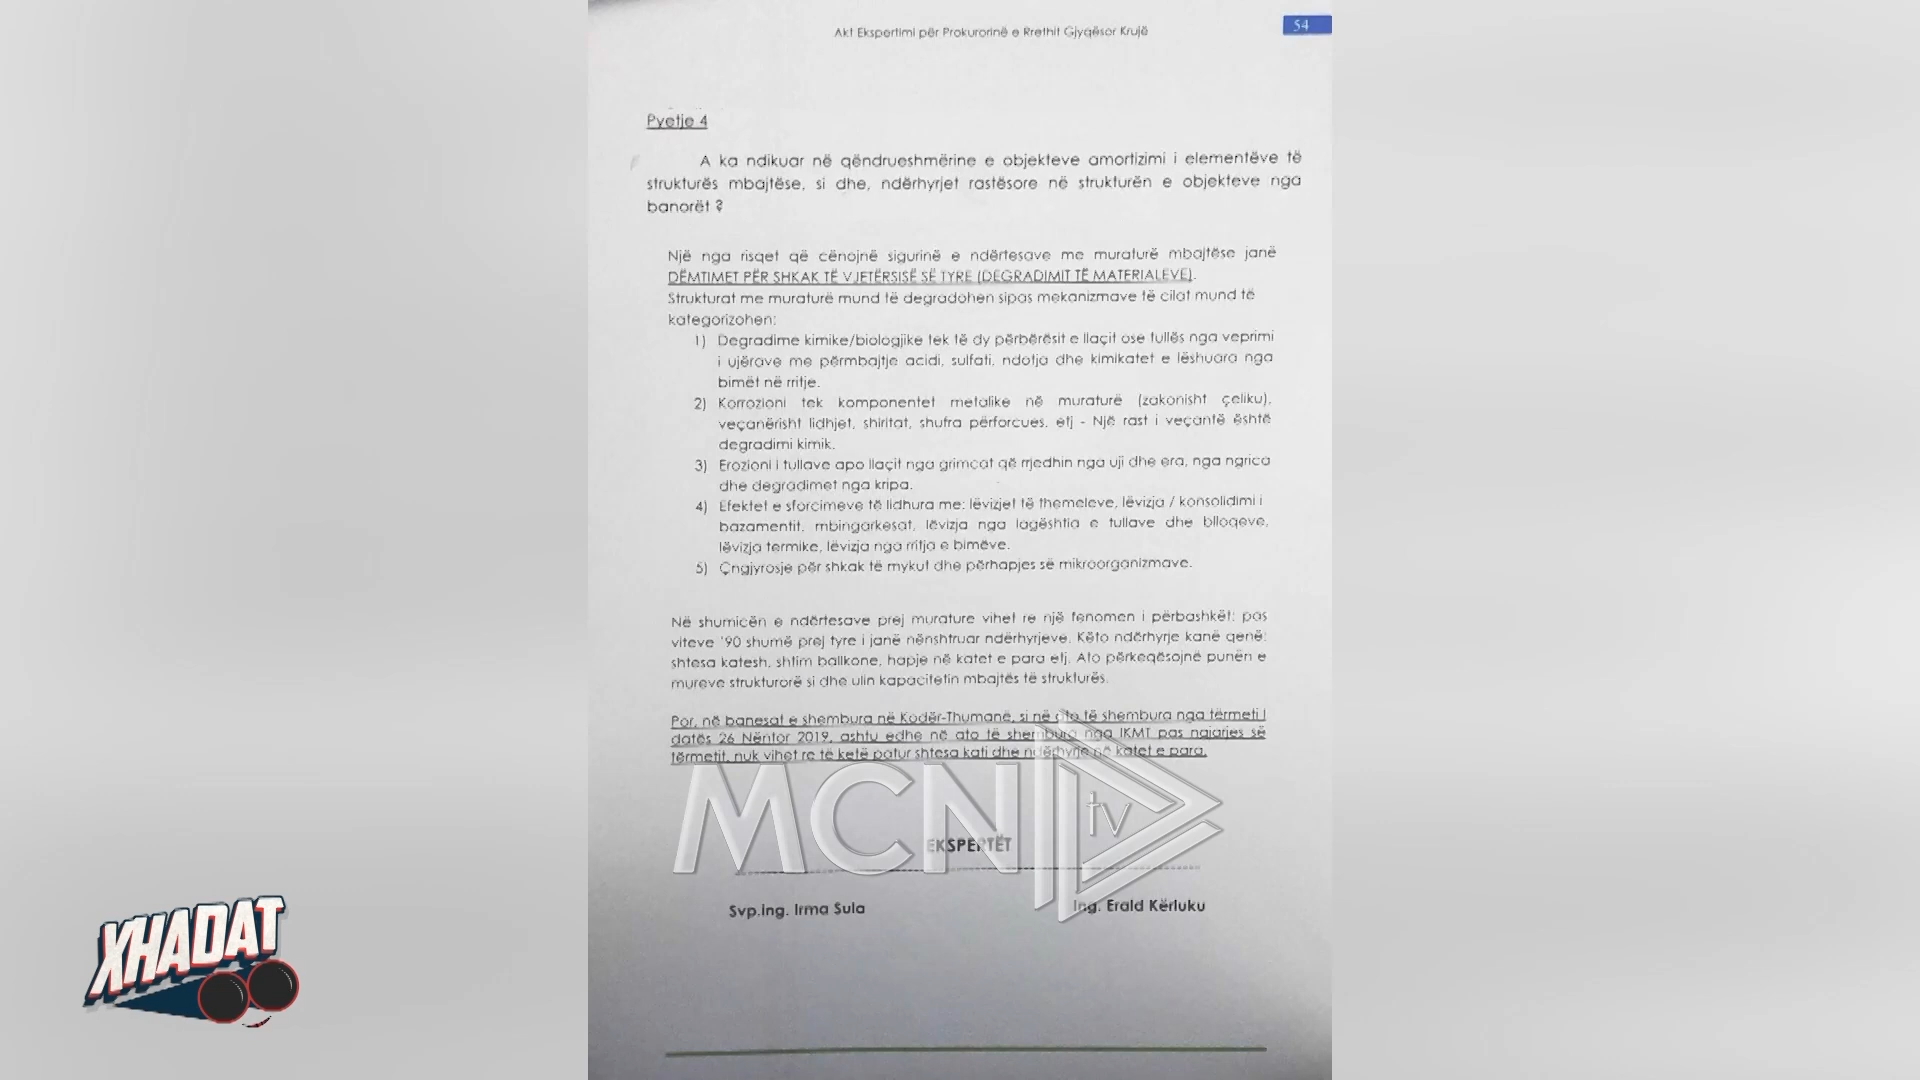 Akt Ekspertimi për Prokurorinë e Rrethit Gjyqësor Krujë
54
Pyetje 4
A ka ndikuar në qëndrueshmërine e objekteve amortizimi i elementëve të
strukturës mbajtëse, si dhe, ndërhyrjet rastësore në strukturën e objekteve nga
banorët ?
Një nga risqet që cënojnë sigurinë e ndërtesave me muraturë mbajtëse janë
DËMTIMET PËR SHKAK TË VJETËRSISË SË TYRE (DEGRADIMIT TË MATERIALEVE).
Strukturat me muraturë mund të degradohen sipas mekanizmave të cilat mund të
kategorizohen:
1) Degradime kimike/biologjike tek të dy përbërësit e llaçit ose tullës nga veprimi
i ujërave me përmbajtje acidi, sulfati, ndotja dhe kimikatet e lëshuara nga
bimët në rritje.
2) Korrozioni tek komponentet metalike në muraturë (zakonisht çeliku),
veçanërisht lidhjet, shiritat, shufra përforcues, etj - Një rast i veçantë është
degradimi kimik.
3) Erozioni i tullave apo llaçit nga grimcat që rrjedhin nga uji dhe era, nga ngrica
dhe degradimet nga kripa.
4) Efektet e sforcimeve të lidhura me: lëvizjet të themeleve, lëvizja / konsolidimi i
bazamentit, mbingarkesat, lëvizja nga lagështia e tullave dhe blloqeve,
lëvizja termike, lëvizja nga rritja e bimëve.
5) Çngjyrosje për shkak të mykut dhe përhapjes së mikroorganizmave.
Në shumicën e ndërtesave prej murature vihet re një fenomen i përbashkët: pas
viteve '90 shumë prej tyre i janë nënshtruar ndërhyrjeve. Këto ndërhyrje kanë qenë:
shtesa katesh, shtim ballkone, hapje në katet e para etj. Ato përkeqësojnë punën e
mureve strukturorë si dhe ulin kapacitetin mbajtës të strukturës.
Por, në banesat e shembura në Kodër-Thumanë, si në ato të shembura nga tërmeti i
datës 26 Nëntor 2019, ashtu edhe në ato të shembura nga IKMT pas ngjarjes së
tërmetit, nuk vihet re të ketë patur shtesa kati dhe ndërhyrje në katet e para.
MCN tv
EKSPERTËT
Svp.ing. Irma Sula
Ing. Erald Kërluku
XHADAT